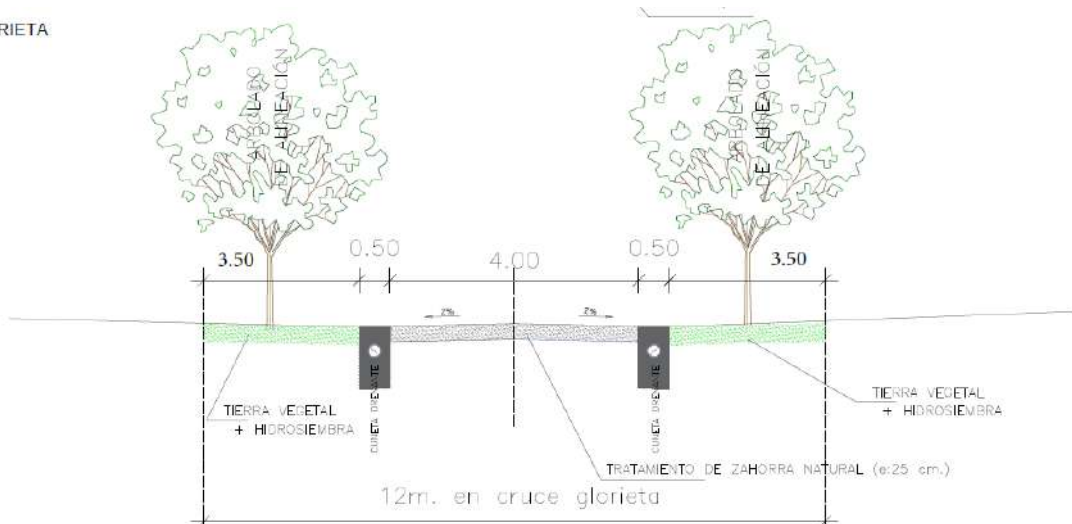 RIETA
ARBOLADO
DE ALINEACIÓN
ARBOLADO
DE ALINEACIÓN
3.50
0.50
4.00
0.50
3.50
2%
2%
TIERRA VEGETAL
+ HIDROSIEMBRA
CUNETA DRENANTE
CUNETA DRENANTE
TIERRA VEGETAL
+ HIDROSIEMBRA
TRATAMIENTO DE ZAHORRA NATURAL (e:25 cm.)
12m. en cruce glorieta